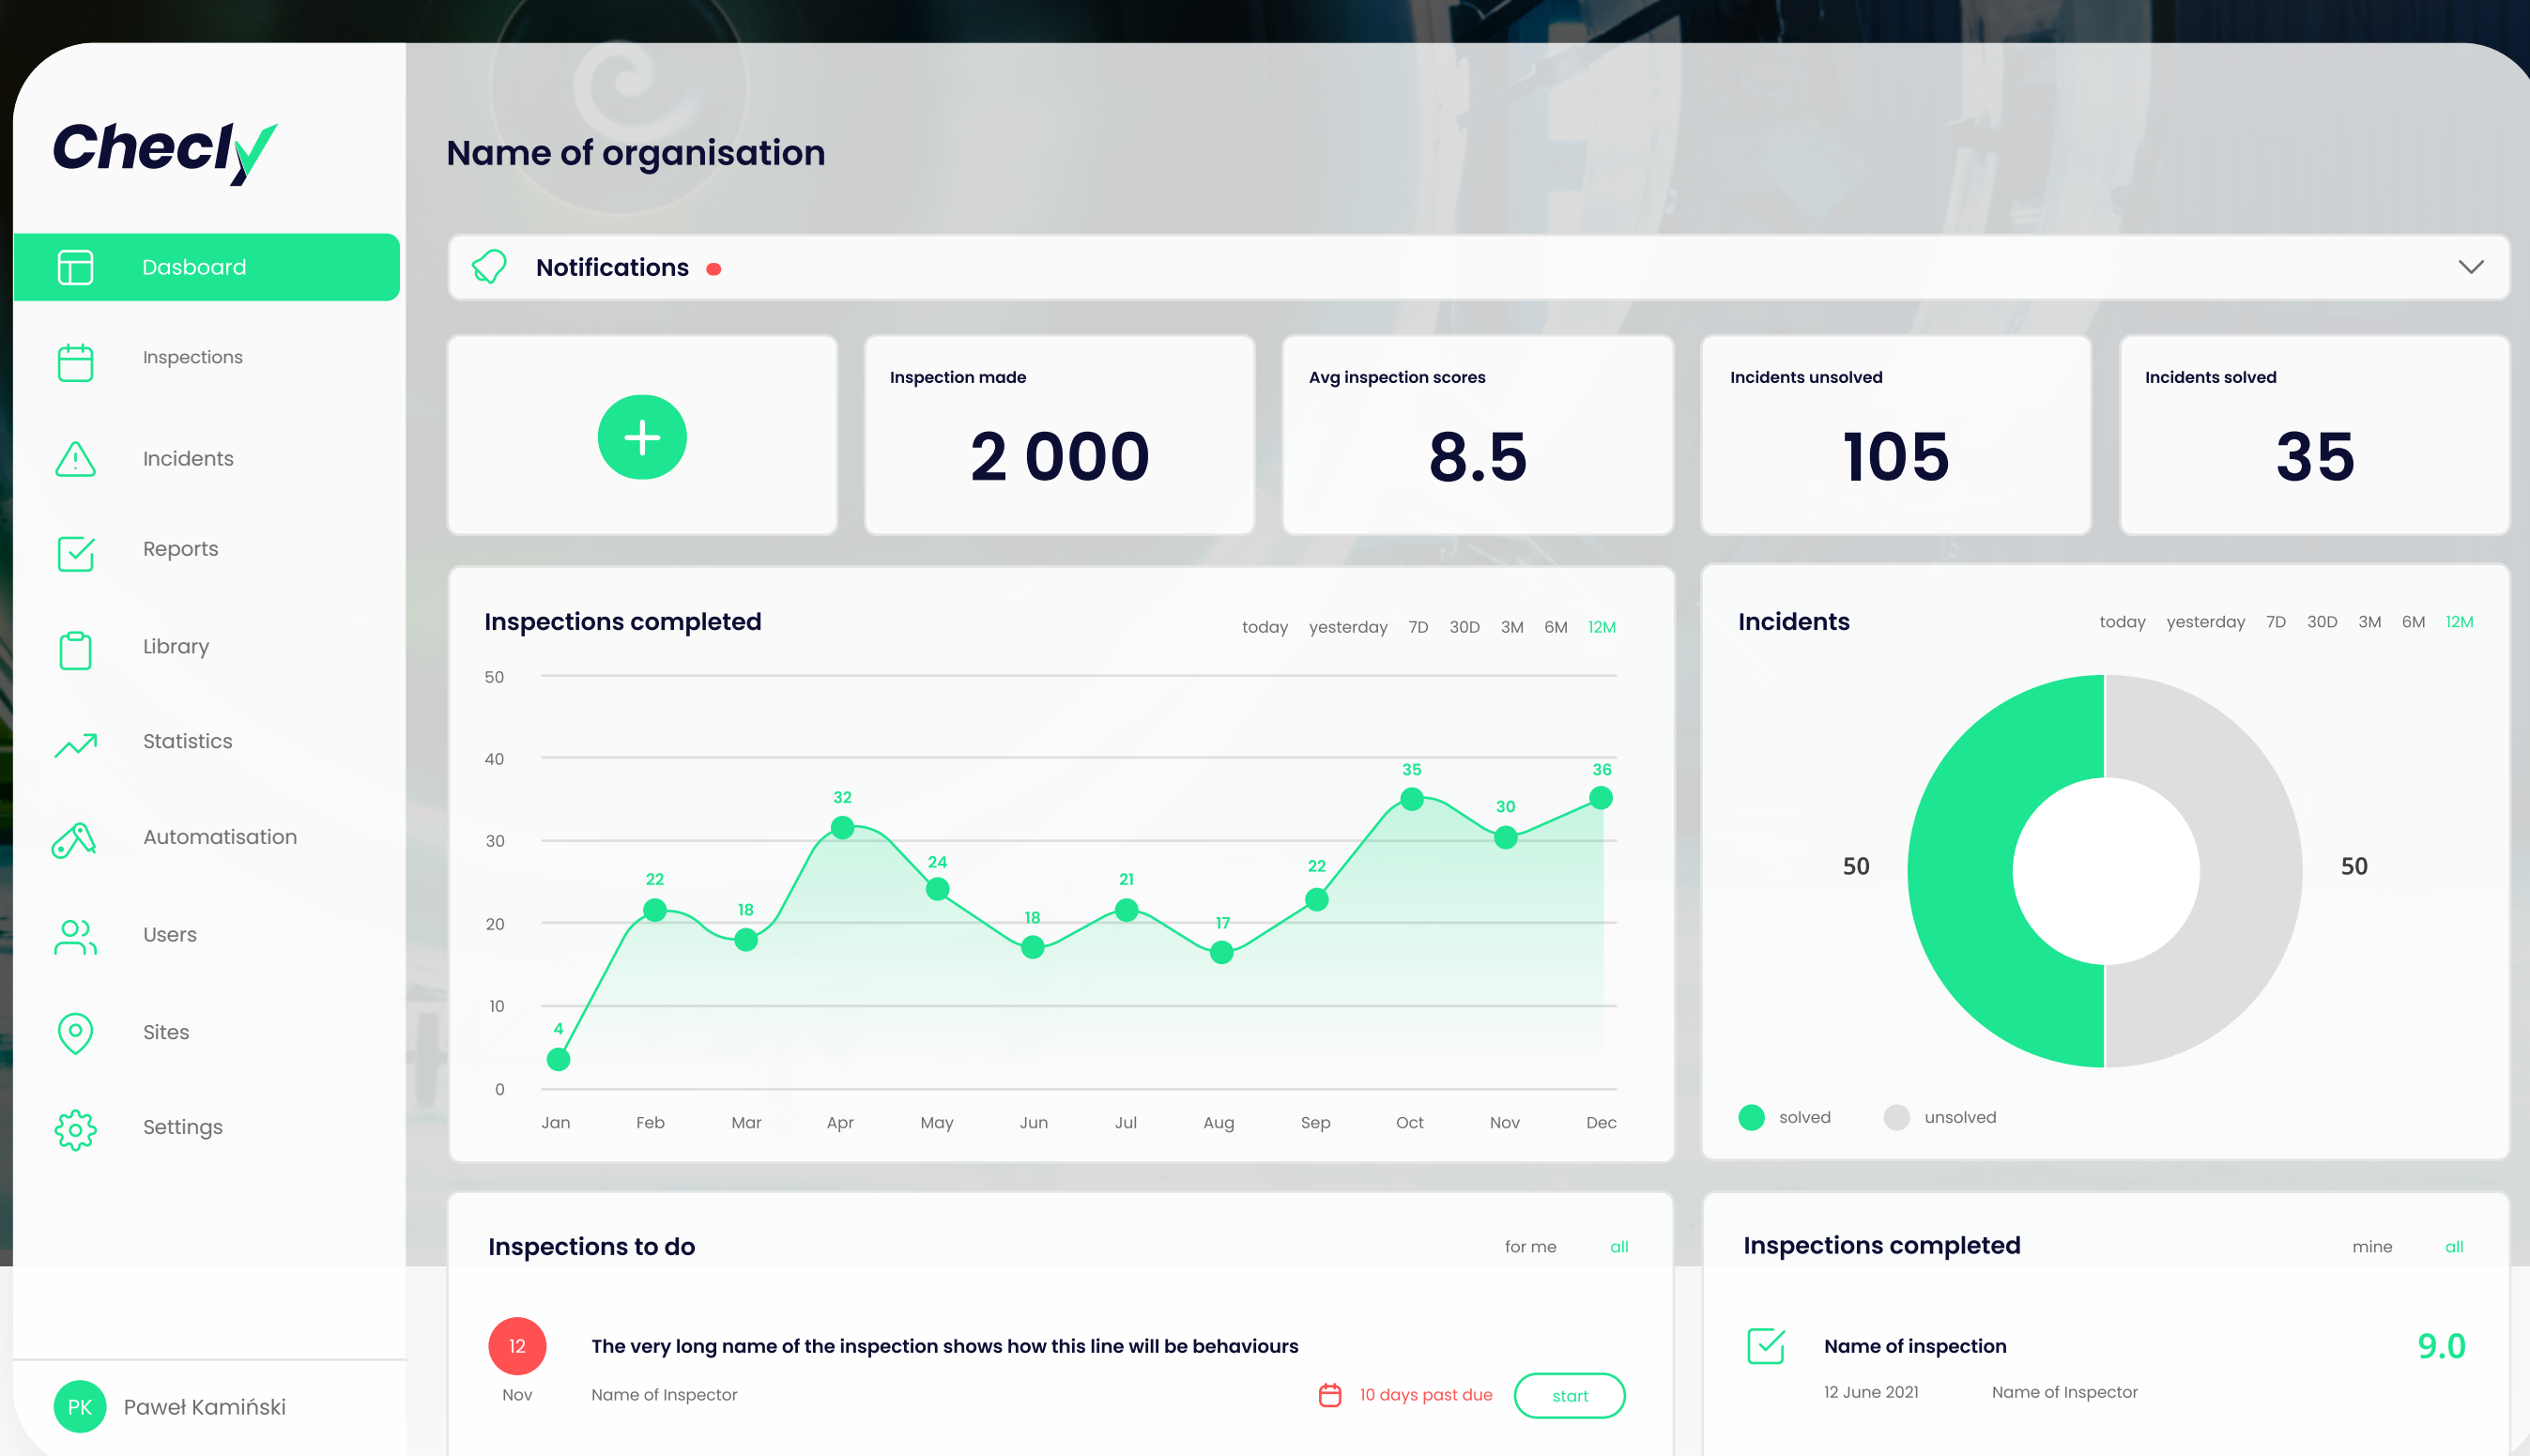 Checly
Dasboard
Inspections
Incidents
Reports
Library
Statistics
Automatisation
Users
Sites
Settings
PK Paweł Kamiński
Name of organisation
Notifications
Inspection made
2 000
Avg inspection scores
8.5
Incidents unsolved
105
Incidents solved
35
Inspections completed
today yesterday 7D 30D 3M 6M 12M
50
40
30
20
10
0
4
22
18
32
24
18
21
17
22
35
30
36
Jan Feb Mar Apr May Jun Jul Aug Sep Oct Nov Dec
Incidents
today yesterday 7D 30D 3M 6M 12M
50
50
solved unsolved
Inspections to do
for me all
12 The very long name of the inspection shows how this line will be behaviours
Nov Name of Inspector 10 days past due start
Inspections completed
mine all
Name of inspection 9.0
12 June 2021 Name of Inspector